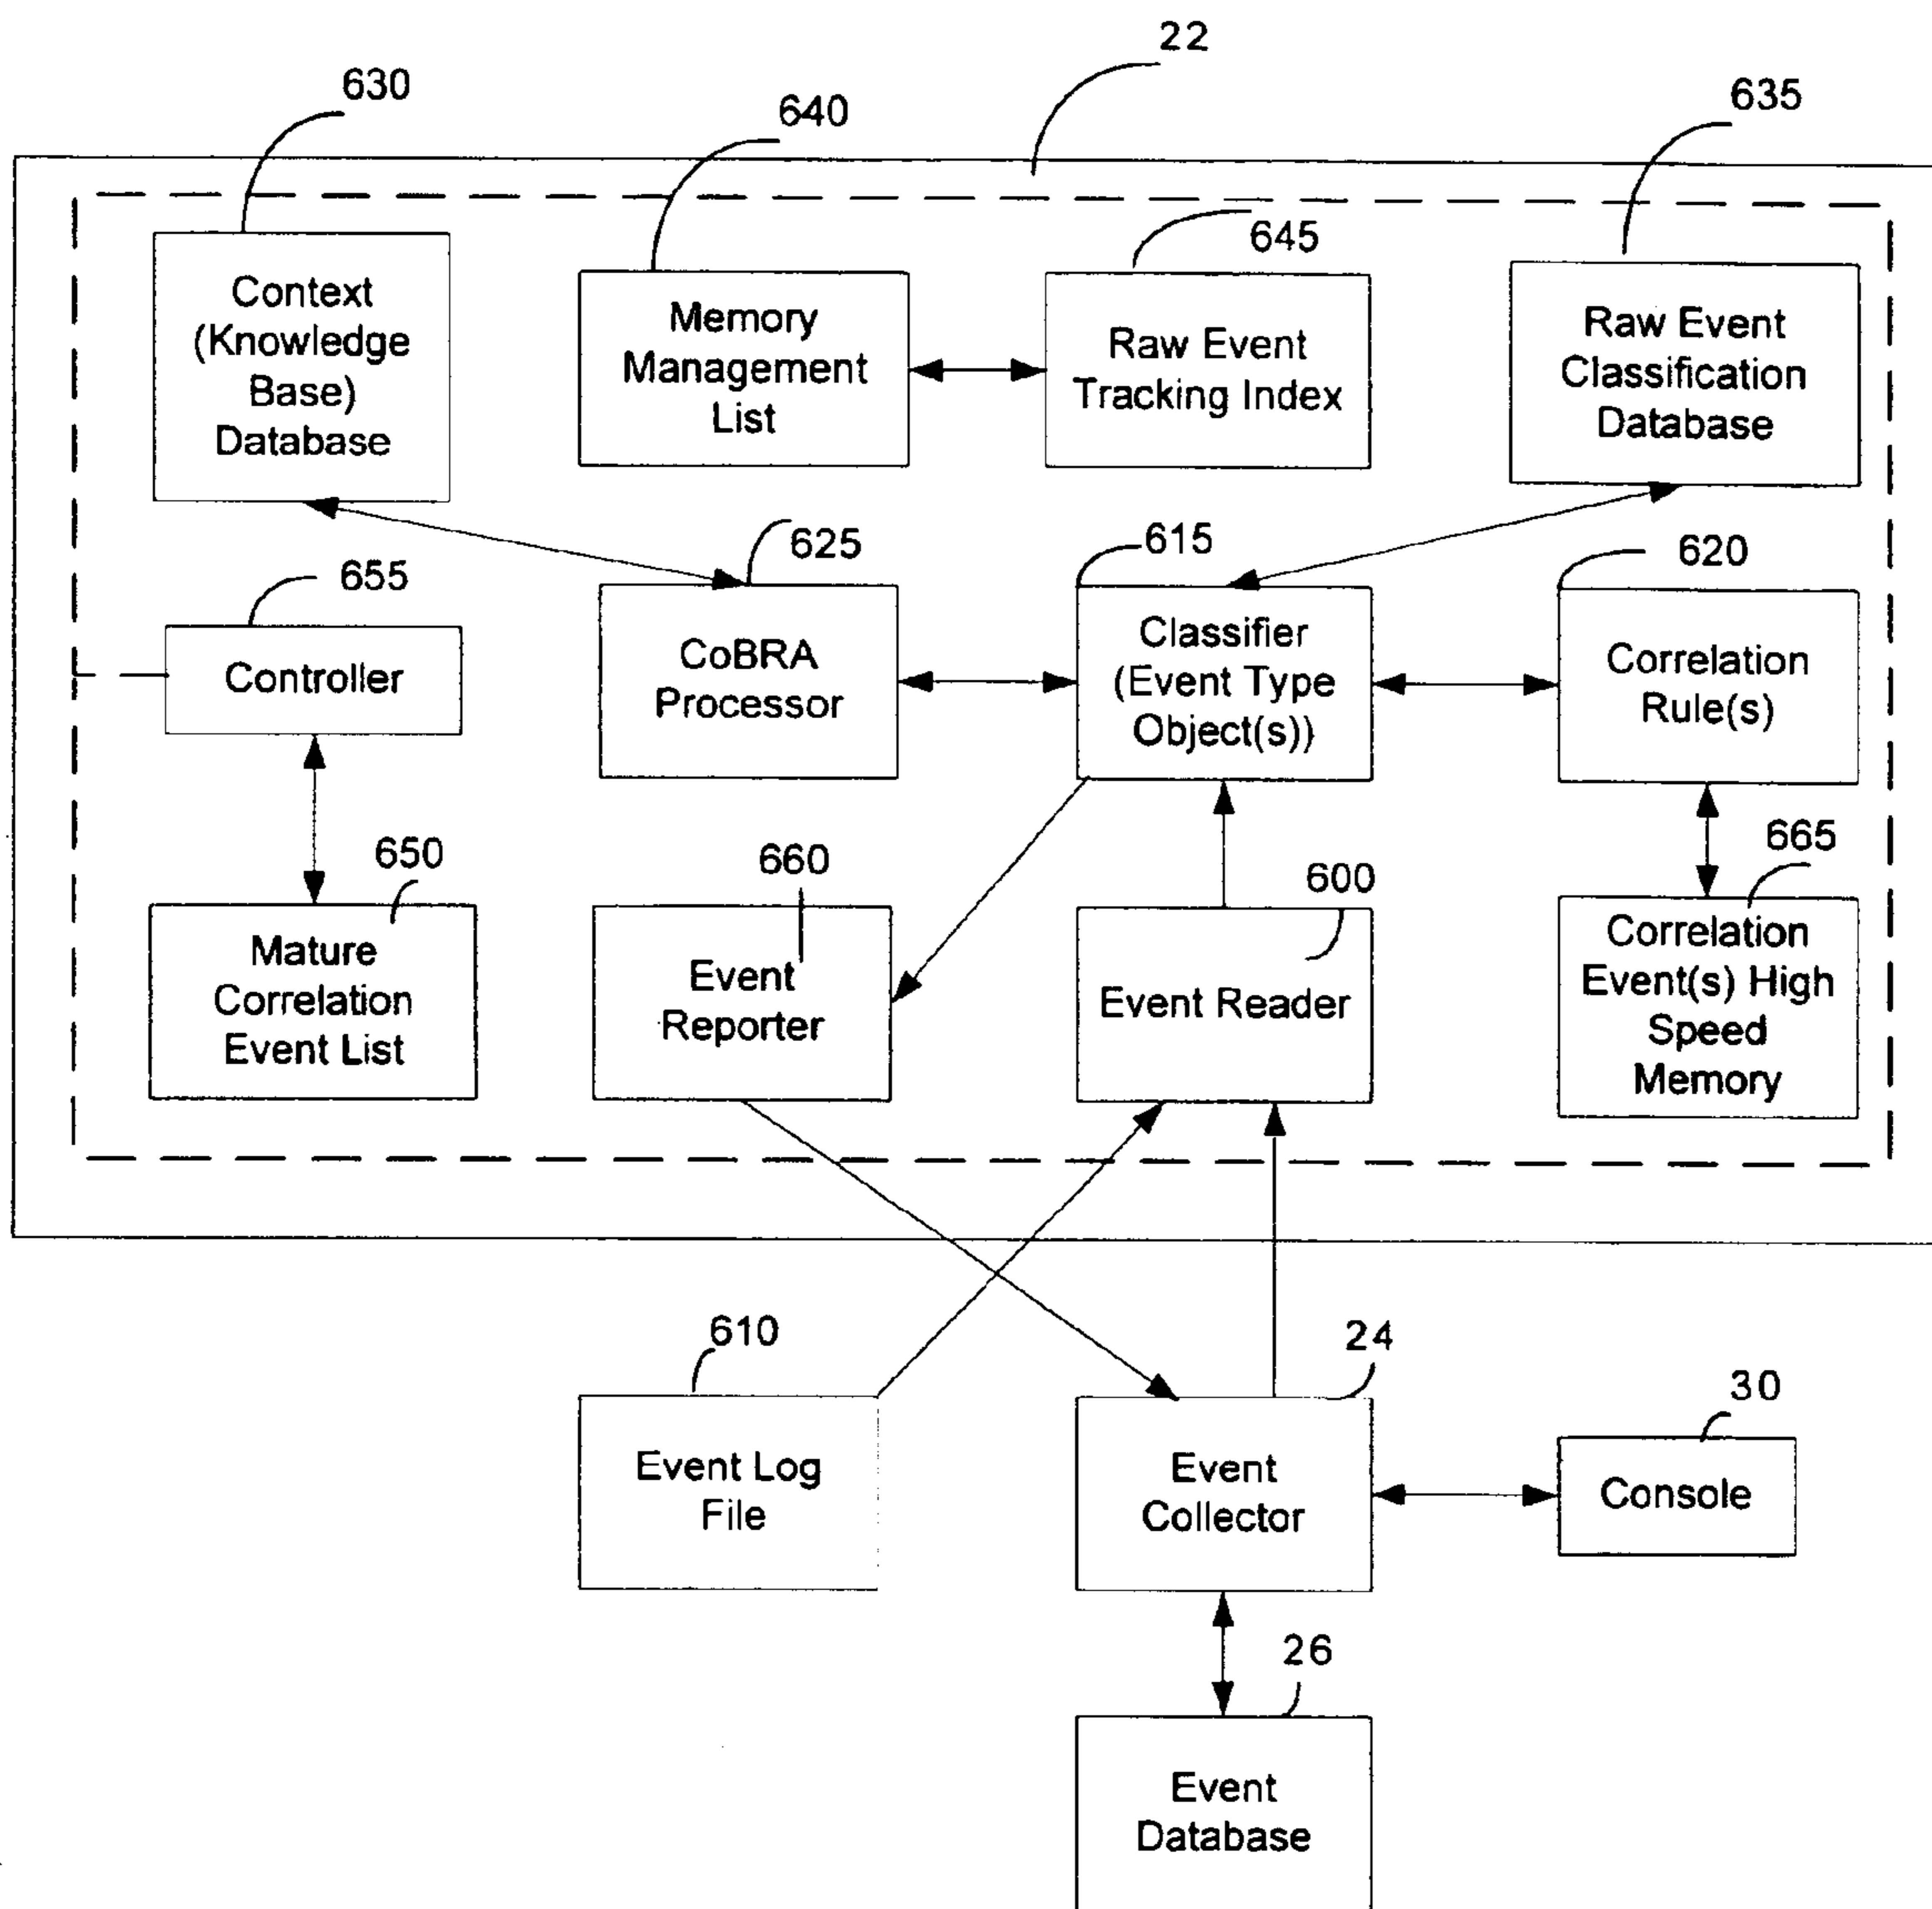 22
630
640
635
645
Context
(Knowledge
Base)
Database
Memory
Management
List
Raw Event
Tracking Index
Raw Event
Classification
Database
655
625
615
620
Controller
CoBRA
Processor
Classifier
(Event Type
Object(s))
Correlation
Rule(s)
650
660
600
665
Mature
Correlation
Event List
Event
Reporter
Event Reader
Correlation
Event(s) High
Speed
Memory
610
24
30
Event Log
File
Event
Collector
Console
26
Event
Database